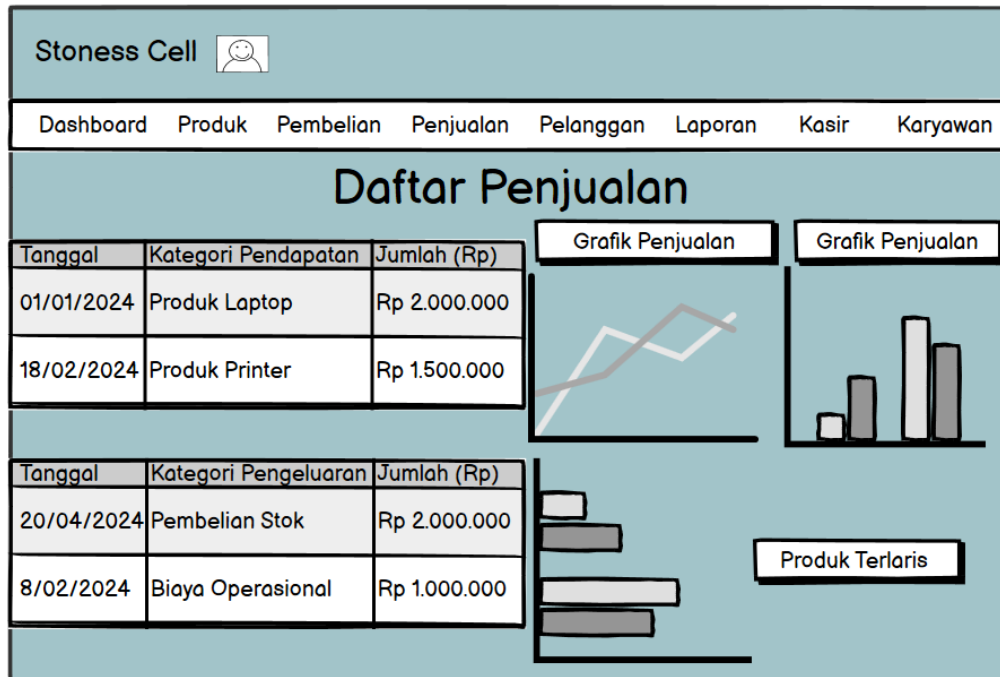 Stoness Cell
Dashboard Produk Pembelian Penjualan Pelanggan Laporan Kasir Karyawan
Daftar Penjualan
Tanggal Kategori Pendapatan Jumlah (Rp)
01/01/2024 Produk Laptop Rp 2.000.000
18/02/2024 Produk Printer Rp 1.500.000
Grafik Penjualan
Grafik Penjualan
Tanggal Kategori Pengeluaran Jumlah (Rp)
20/04/2024 Pembelian Stok Rp 2.000.000
8/02/2024 Biaya Operasional Rp 1.000.000
Produk Terlaris